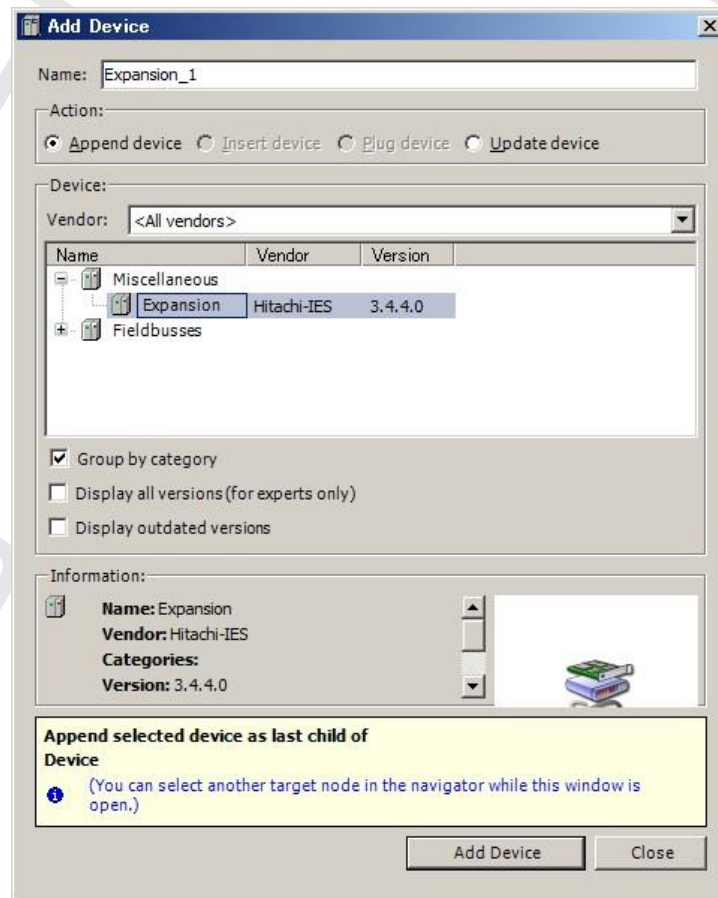 Add Device
Name: Expansion_1
Action:
Append device Insert device Plug device Update device
Device:
Vendor: <All vendors>
Name Vendor Version
Miscellaneous
Expansion Hitachi-IES 3.4.4.0
Fieldbusses
Group by category
Display all versions (for experts only)
Display outdated versions
Information:
Name: Expansion
Vendor: Hitachi-IES
Categories:
Version: 3.4.4.0
Append selected device as last child of
Device
(You can select another target node in the navigator while this window is
open.)
Add Device Close